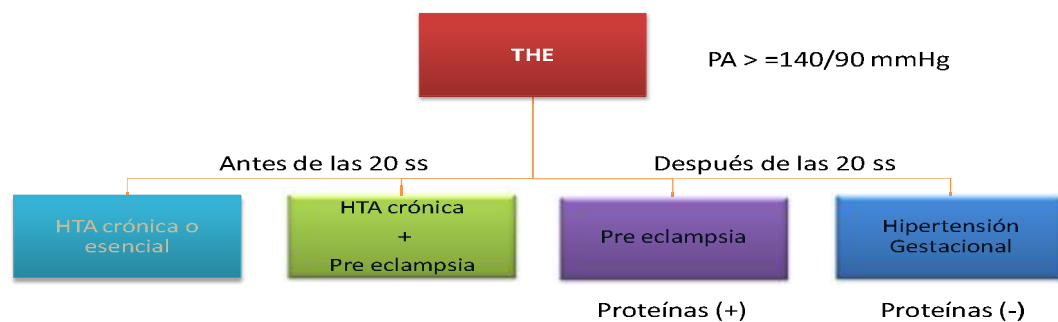 THE
PA > =140/90 mmHg
Antes de las 20 ss
Después de las 20 ss
HTA crónica o
esencial
HTA crónica
+
Pre eclampsia
Pre eclampsia
Hipertensión
Gestacional
Proteínas (+)
Proteínas (-)